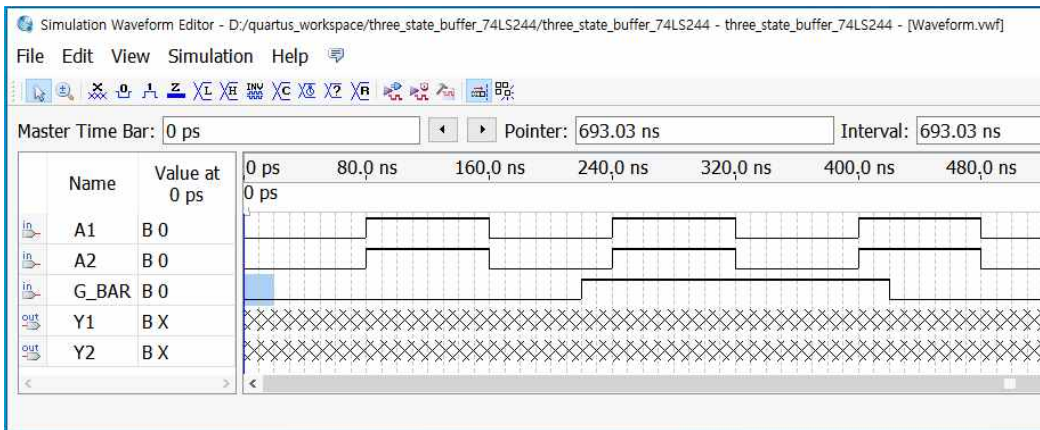 Simulation Waveform Editor - D:/quartus_workspace/three_state_buffer_74LS244/three_state_buffer_74LS244 - three_state_buffer_74LS244 - [Waveform.vwf]
File Edit View Simulation Help
Master Time Bar: 0 ps Pointer: 693.03 ns Interval: 693.03 ns
Name Value at 0 ps
0 ps 80.0 ns 160.0 ns 240.0 ns 320.0 ns 400.0 ns 480.0 ns
0 ps
in A1 B 0
in A2 B 0
in G_BAR B 0
out Y1 B X
out Y2 B X